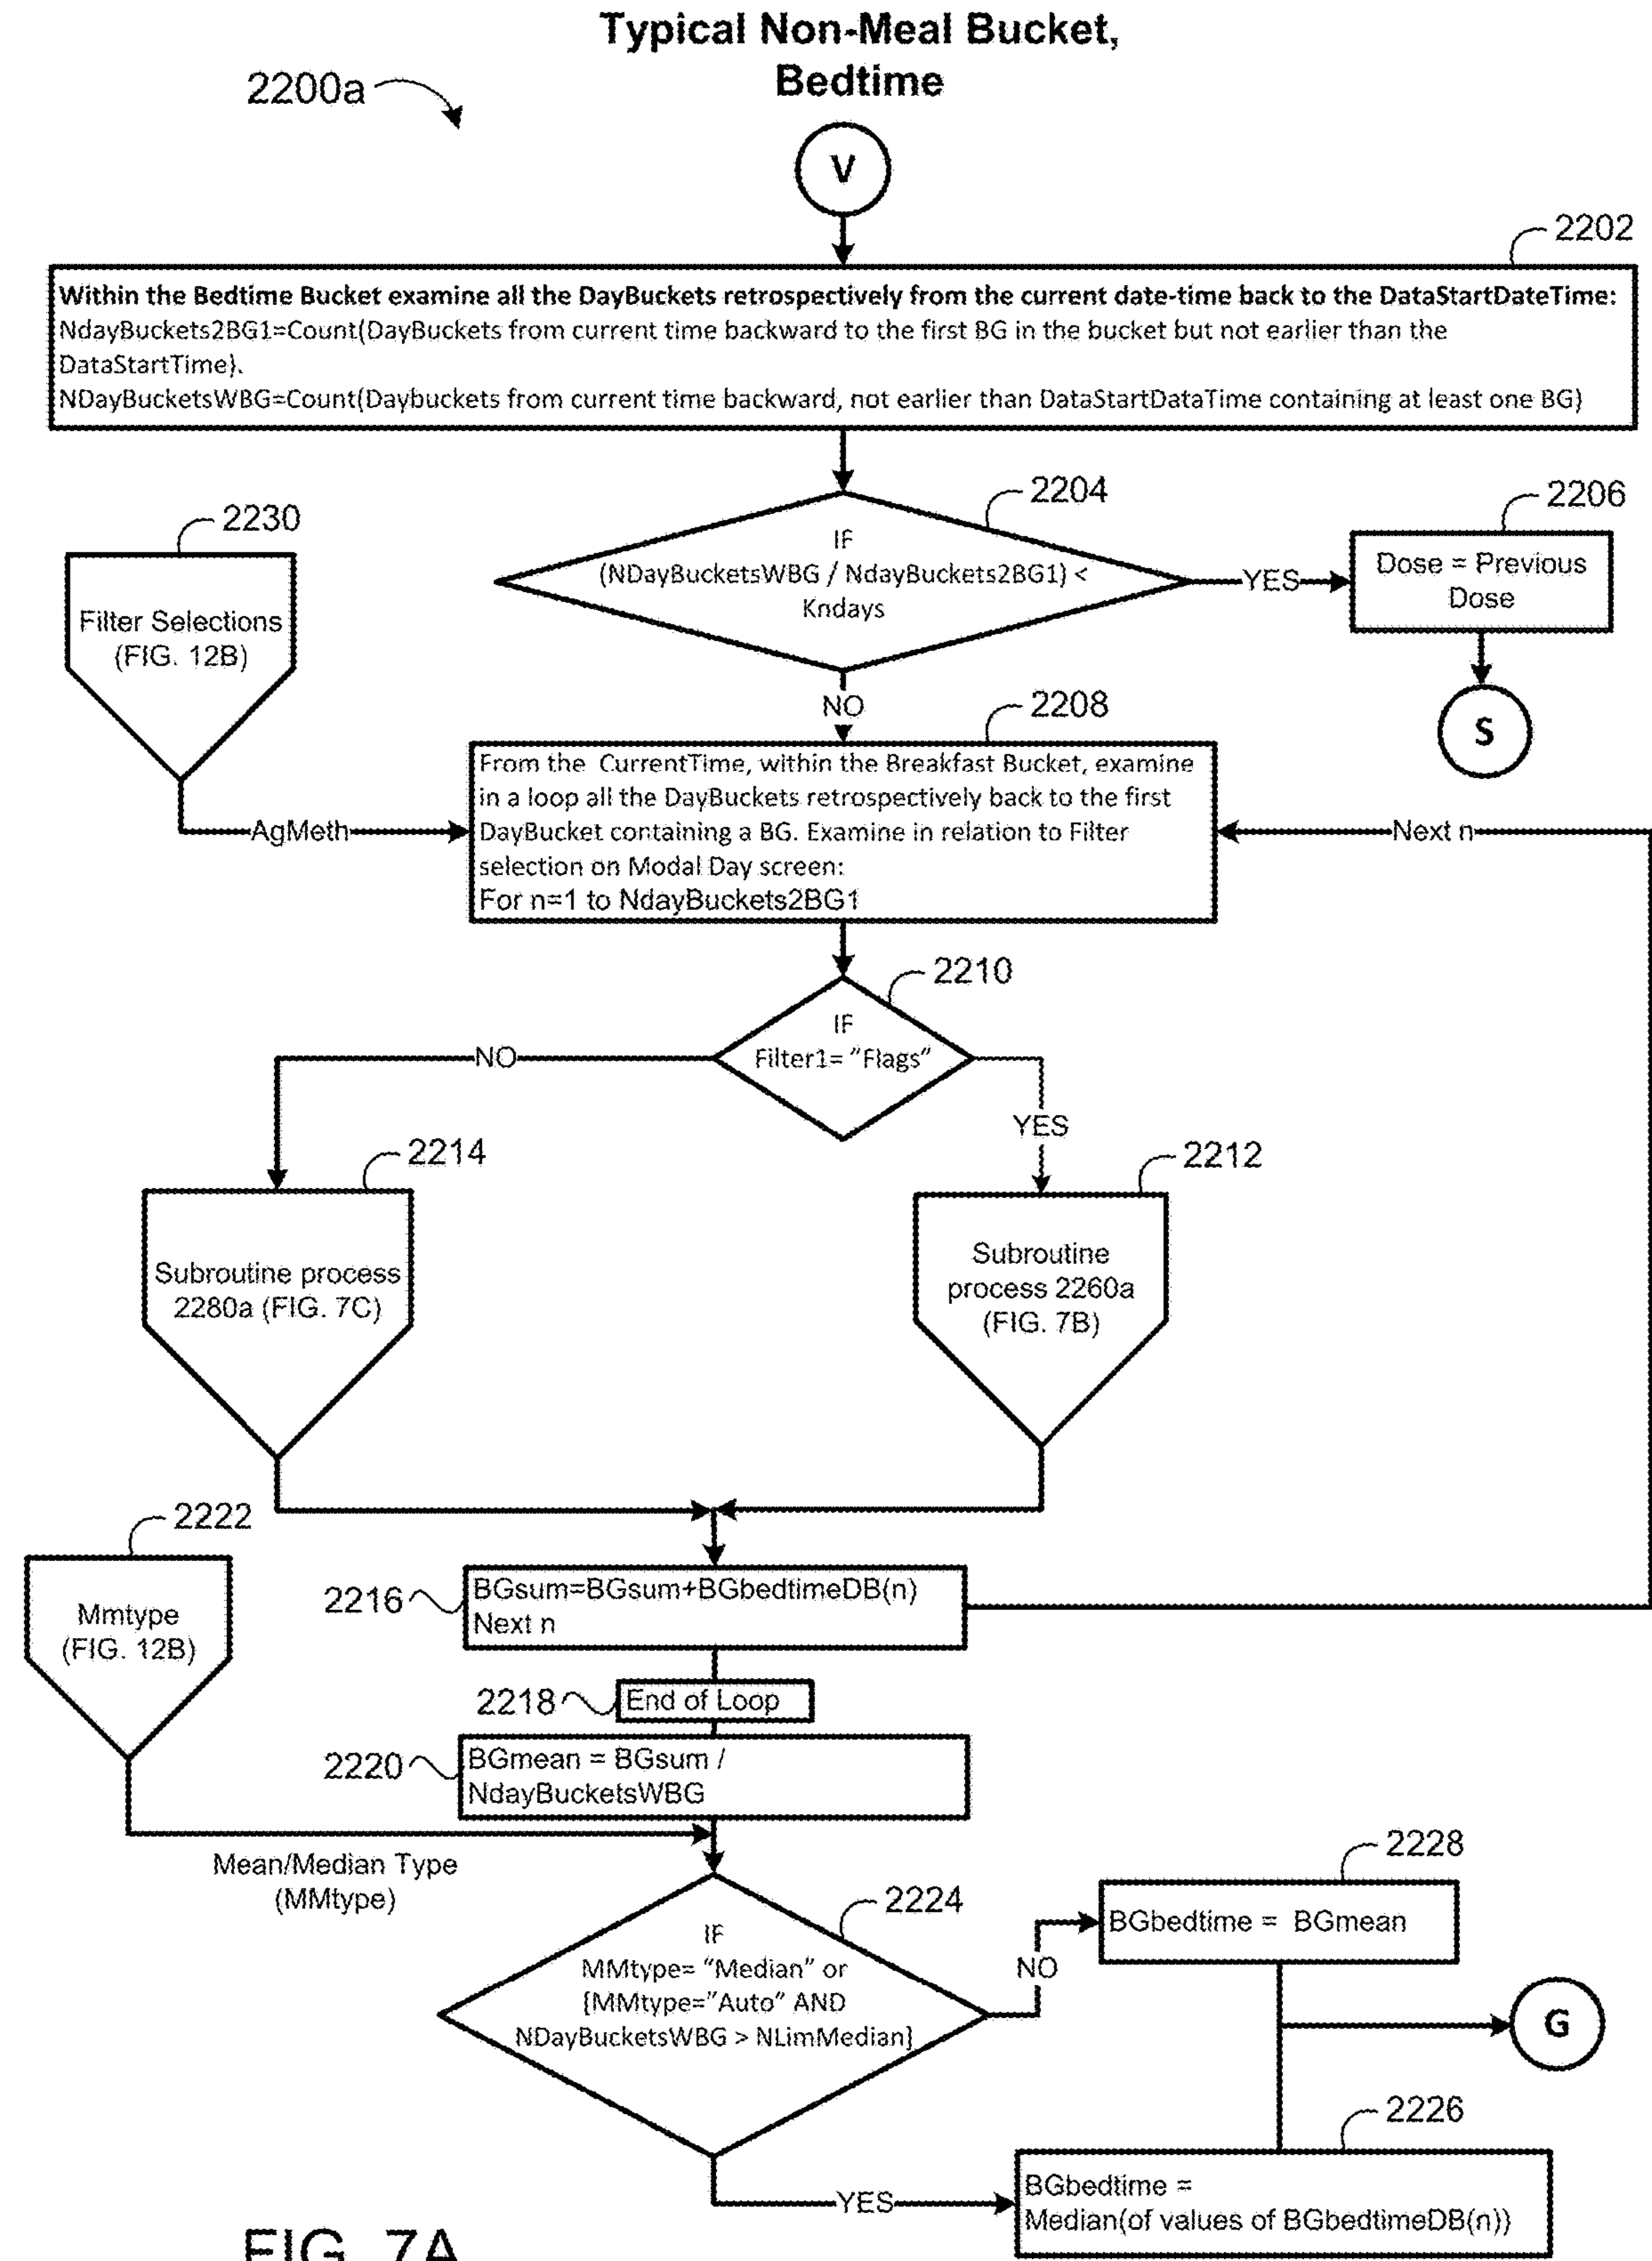 Typical Non-Meal Bucket,
Bedtime
2200a
V
2202
Within the Bedtime Bucket examine all the DayBuckets retrospectively from the current date-time back to the DataStartDateTime:
NdayBuckets2BG1=Count(DayBuckets from current time backward to the first BG in the bucket but not earlier than the
DataStartTime).
NDayBucketsWBG=Count(Daybuckets from current time backward, not earlier than DataStartDataTime containing at least one BG)
2204
IF
(NDayBucketsWBG / NdayBuckets2BG1) <
Kndays
YES
2206
Dose = Previous
Dose
S
2230
Filter Selections
(FIG. 12B)
NO
2208
From the CurrentTime, within the Breakfast Bucket, examine
in a loop all the DayBuckets retrospectively back to the first
DayBucket containing a BG. Examine in relation to Filter
selection on Modal Day screen:
For n=1 to NdayBuckets2BG1
AgMeth
Next n
2210
IF
Filter1= "Flags"
NO
YES
2214
Subroutine process
2280a (FIG. 7C)
2212
Subroutine
process 2260a
(FIG. 7B)
2222
Mmtype
(FIG. 12B)
2216
BGsum=BGsum+BGbedtimeDB(n)
Next n
2218
End of Loop
2220
BGmean = BGsum /
NdayBucketsWBG
Mean/Median Type
(MMtype)
2224
IF
MMtype= "Median" or
{MMtype="Auto" AND
NDayBucketsWBG > NLimMedian}
NO
2228
BGbedtime = BGmean
G
2226
YES
BGbedtime =
Median(of values of BGbedtimeDB(n))
FIG. 7A